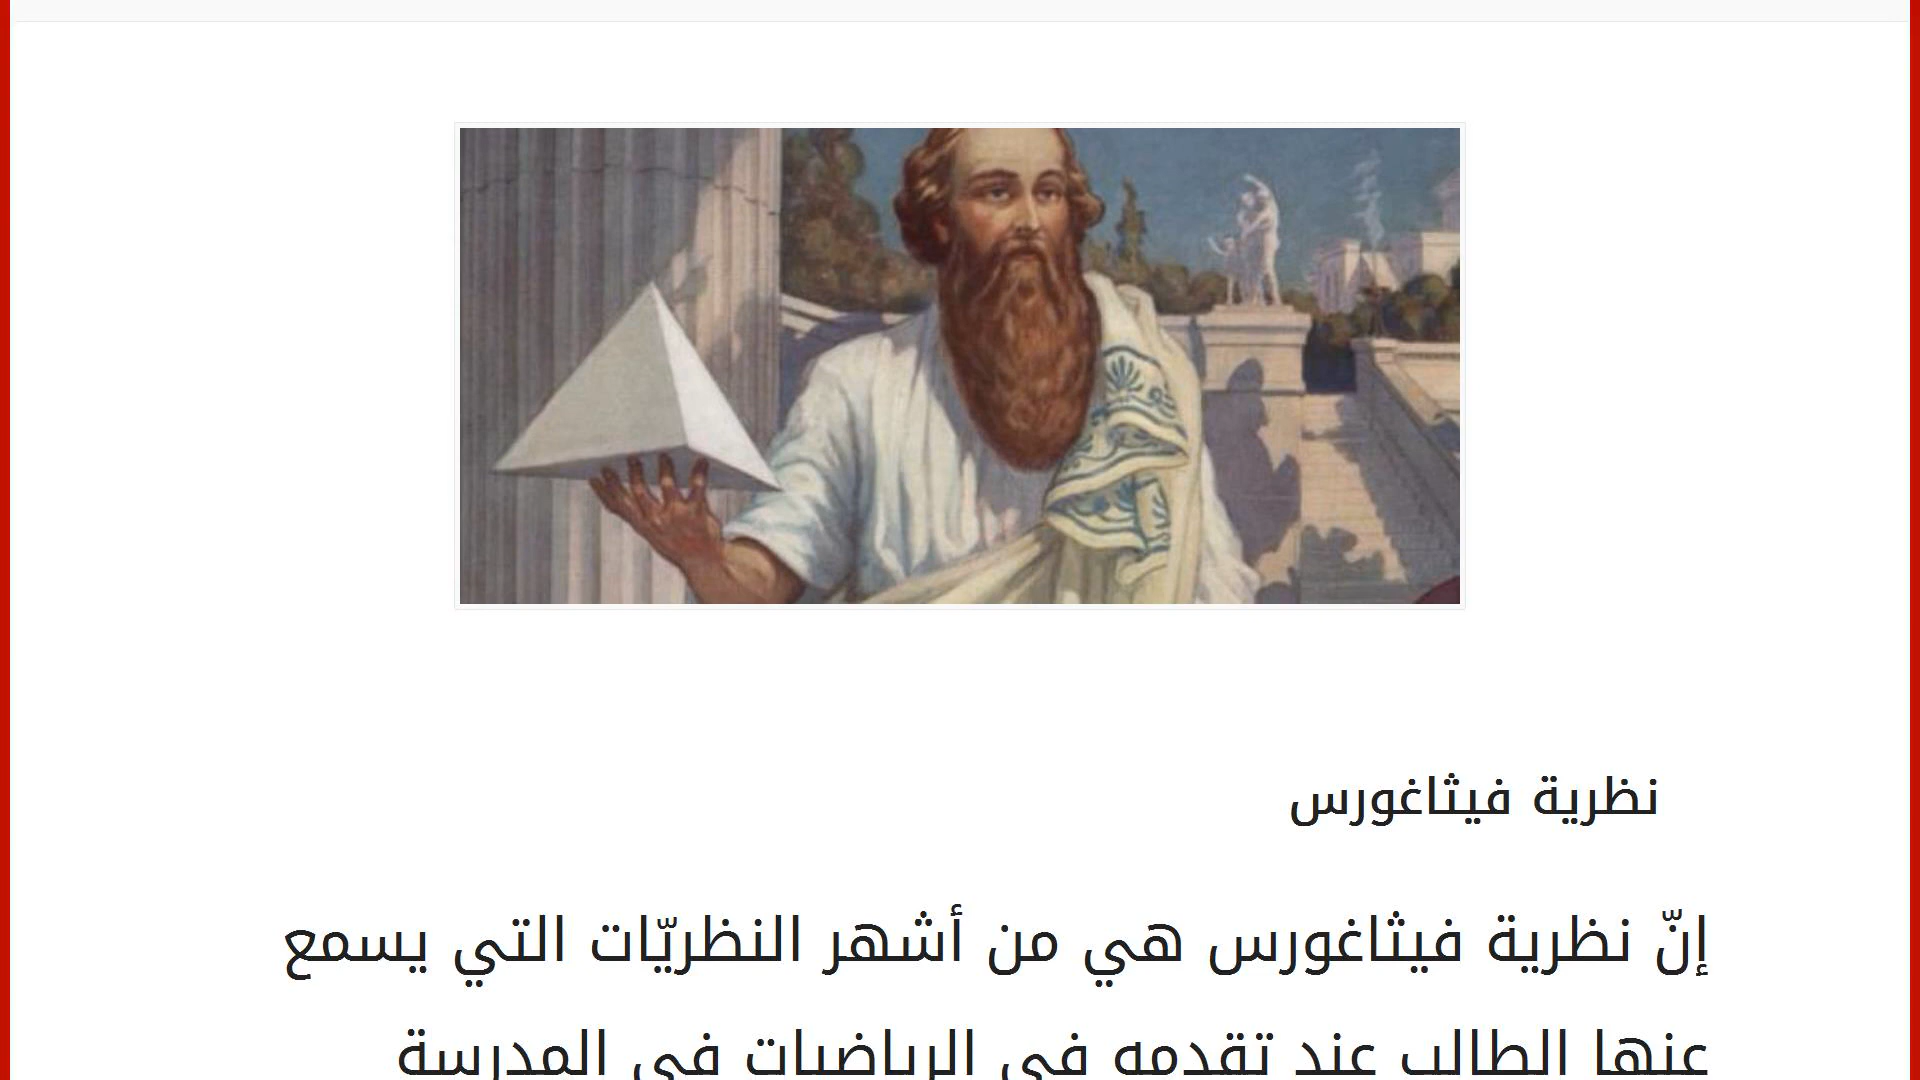 نظرية فيثاغورس
إنّ نظرية فيثاغورس هي من أشهر النظريّات التي يسمع
عنها الطالب عند تقدمه في الرياضيات في المدرسة